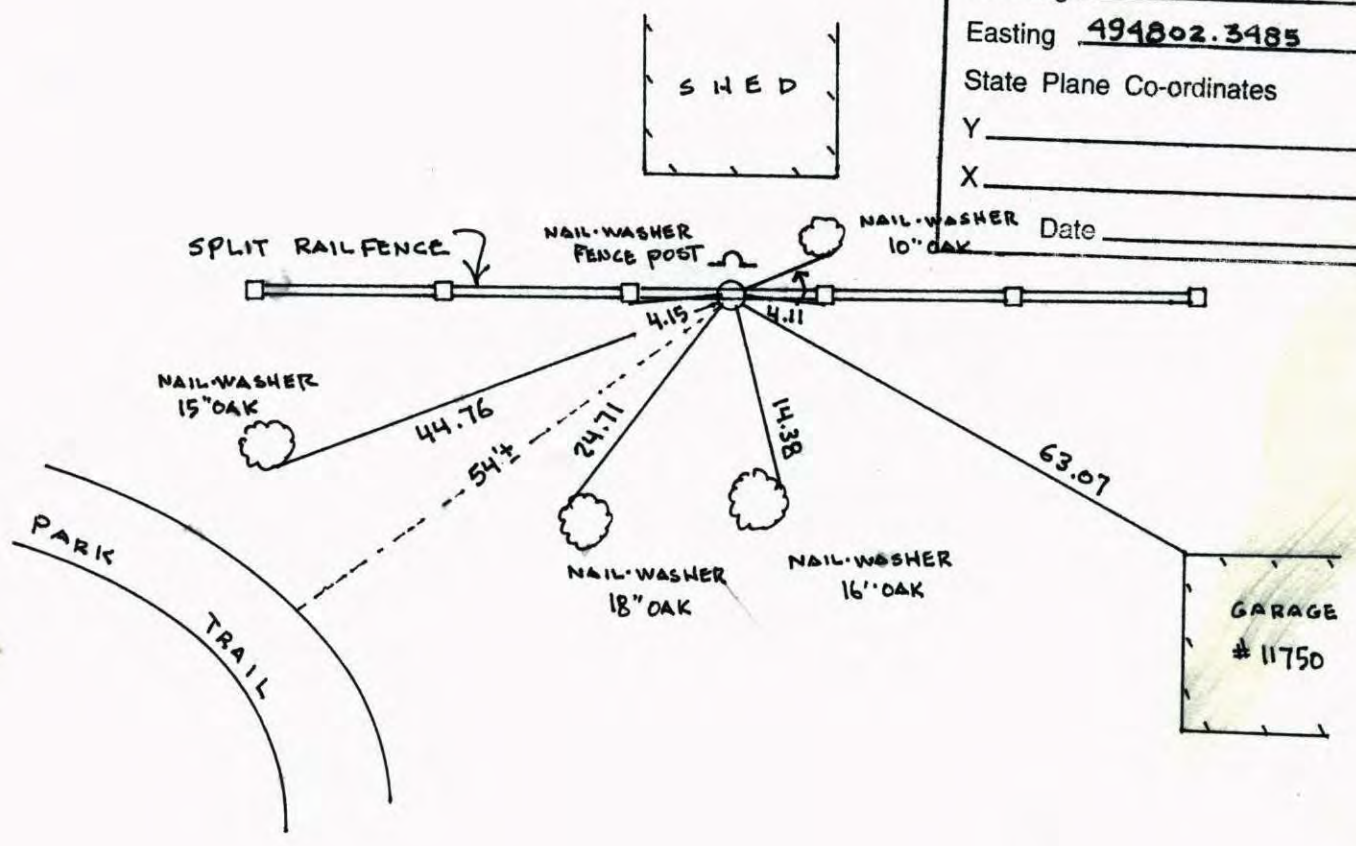 Easting 494802.3485
State Plane Co-ordinates
Y
X
Date
SHED
SPLIT RAIL FENCE
NAIL-WASHER
FENCE POST
NAIL-WASHER
10" OAK
4.15
4.11
NAIL-WASHER
15" OAK
44.76
54'±
24.71
14.38
63.07
NAIL-WASHER
18" OAK
NAIL-WASHER
16" OAK
PARK
TRAIL
GARAGE
# 11750